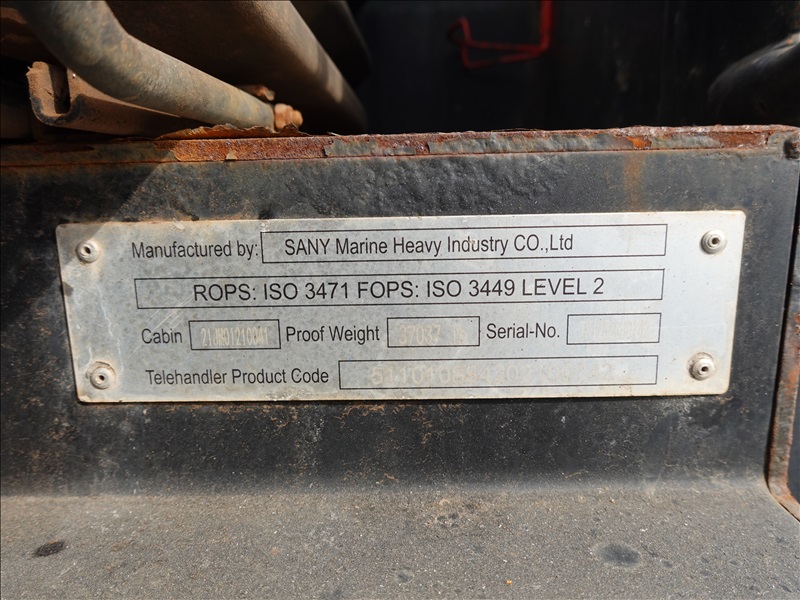 Manufactured by: SANY Marine Heavy Industry CO.,Ltd
ROPS: ISO 3471 FOPS: ISO 3449 LEVEL 2
Cabin 21JH01210041 Proof Weight Serial-No.
Telehandler Product Code